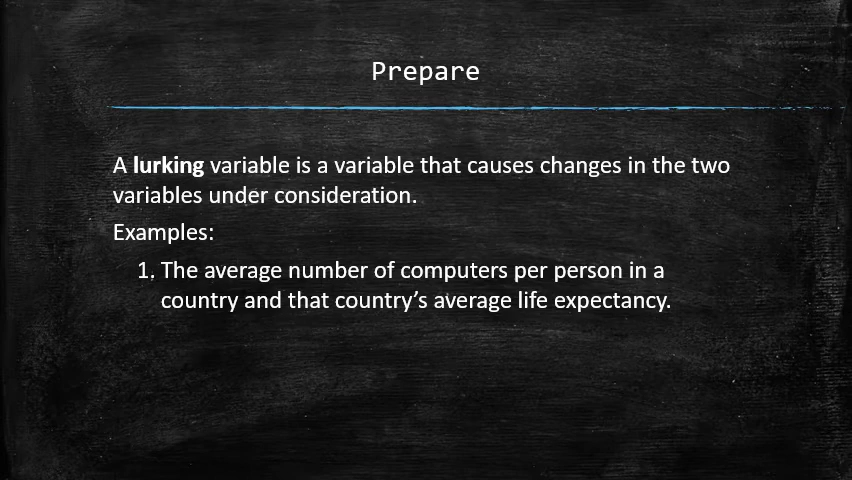 Prepare
A lurking variable is a variable that causes changes in the two
variables under consideration.
Examples:
1. The average number of computers per person in a
country and that country’s average life expectancy.